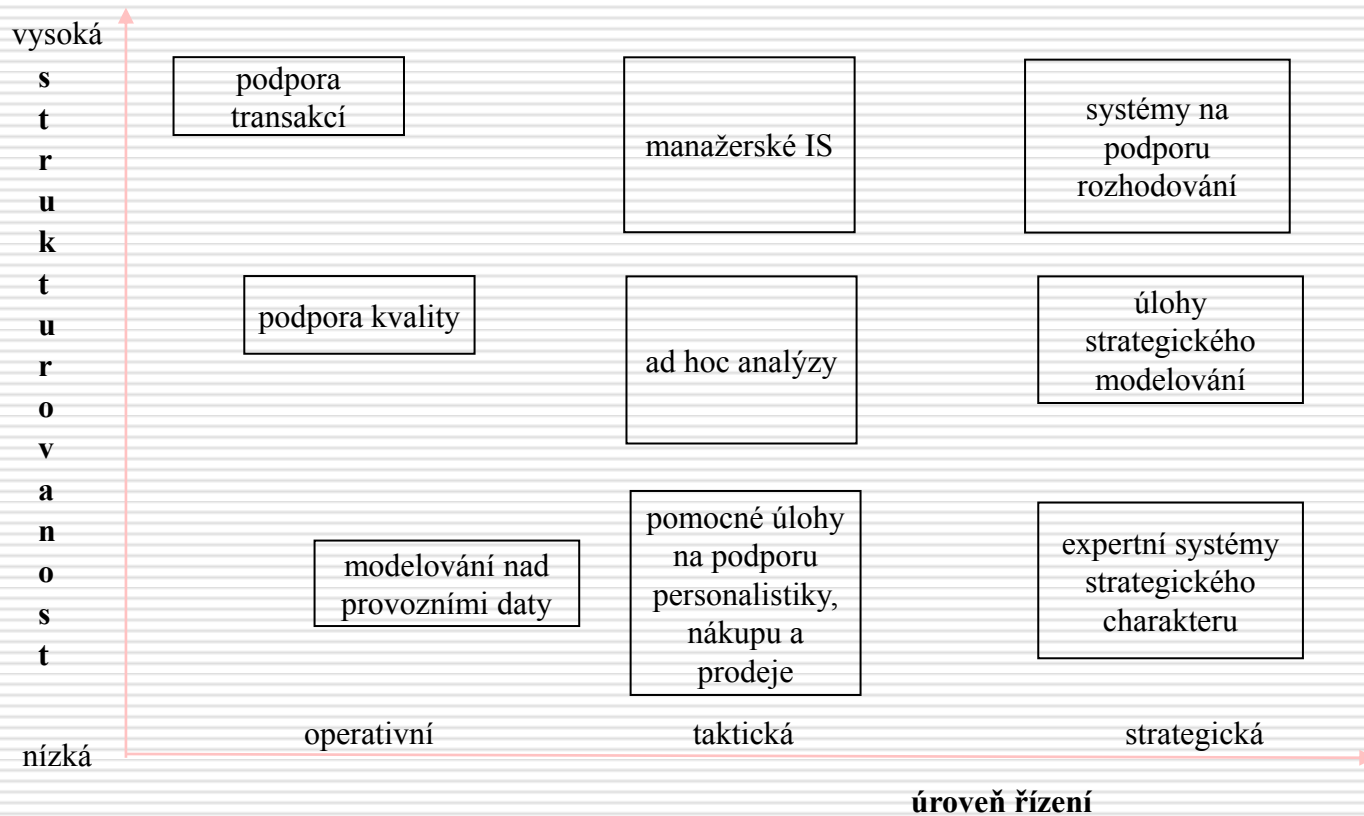 vysoká
s
t
r
u
k
t
u
r
o
v
a
n
o
s
t
nízká
podpora
transakcí
manažerské IS
systémy na
podporu
rozhodování
podpora kvality
ad hoc analýzy
úlohy
strategického
modelování
modelování nad
provozními daty
pomocné úlohy
na podporu
personalistiky,
nákupu a
prodeje
expertní systémy
strategického
charakteru
operativní
taktická
strategická
úroveň řízení